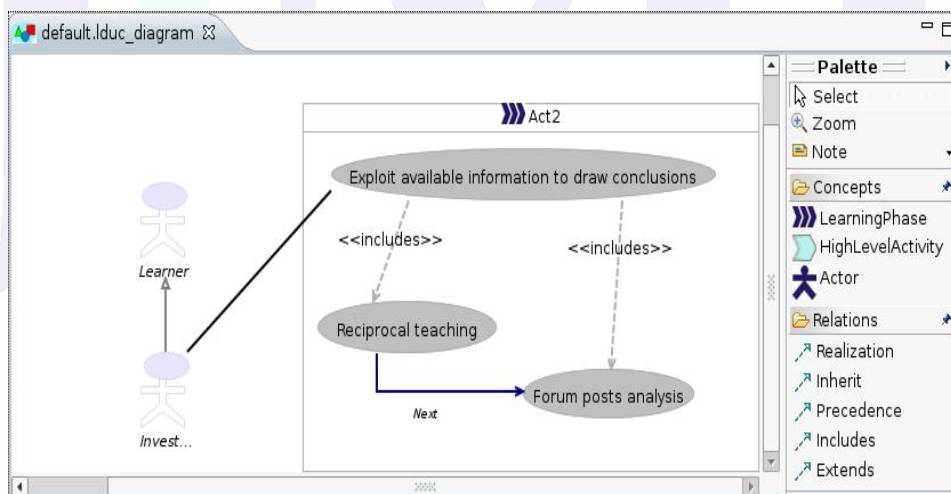 default.lduc_diagram
Palette
Select
Zoom
Note
Concepts
LearningPhase
HighLevelActivity
Actor
Relations
Realization
Inherit
Precedence
Includes
Extends
Act2
Exploit available information to draw conclusions
<<includes>>
<<includes>>
Learner
Reciprocal teaching
Forum posts analysis
Next
Invest...